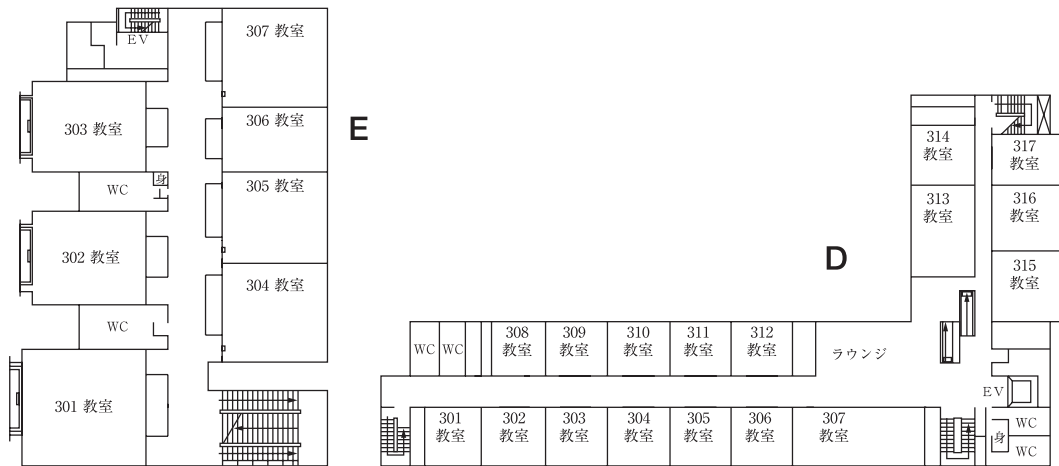 EV
307 教室
303 教室
306 教室
E
WC
身
305 教室
302 教室
304 教室
WC
301 教室
314
教室
317
教室
313
教室
316
教室
D
315
教室
WC
WC
308
教室
309
教室
310
教室
311
教室
312
教室
ラウンジ
EV
301
教室
302
教室
303
教室
304
教室
305
教室
306
教室
307
教室
WC
身
WC